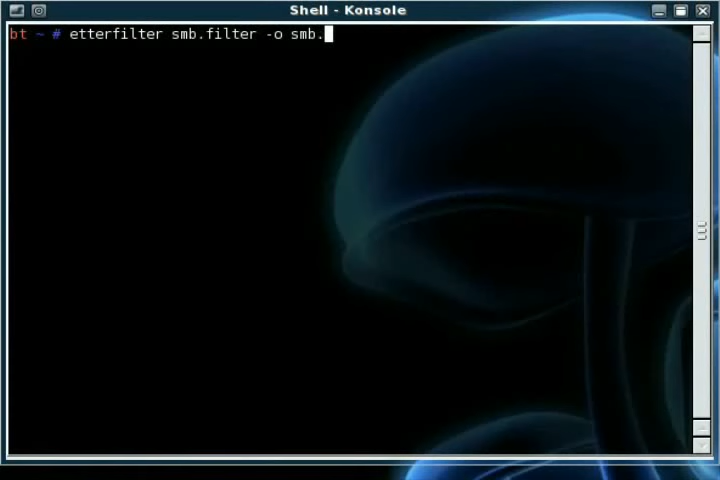 Shell - Konsole
bt ~ # etterfilter smb.filter -o smb.